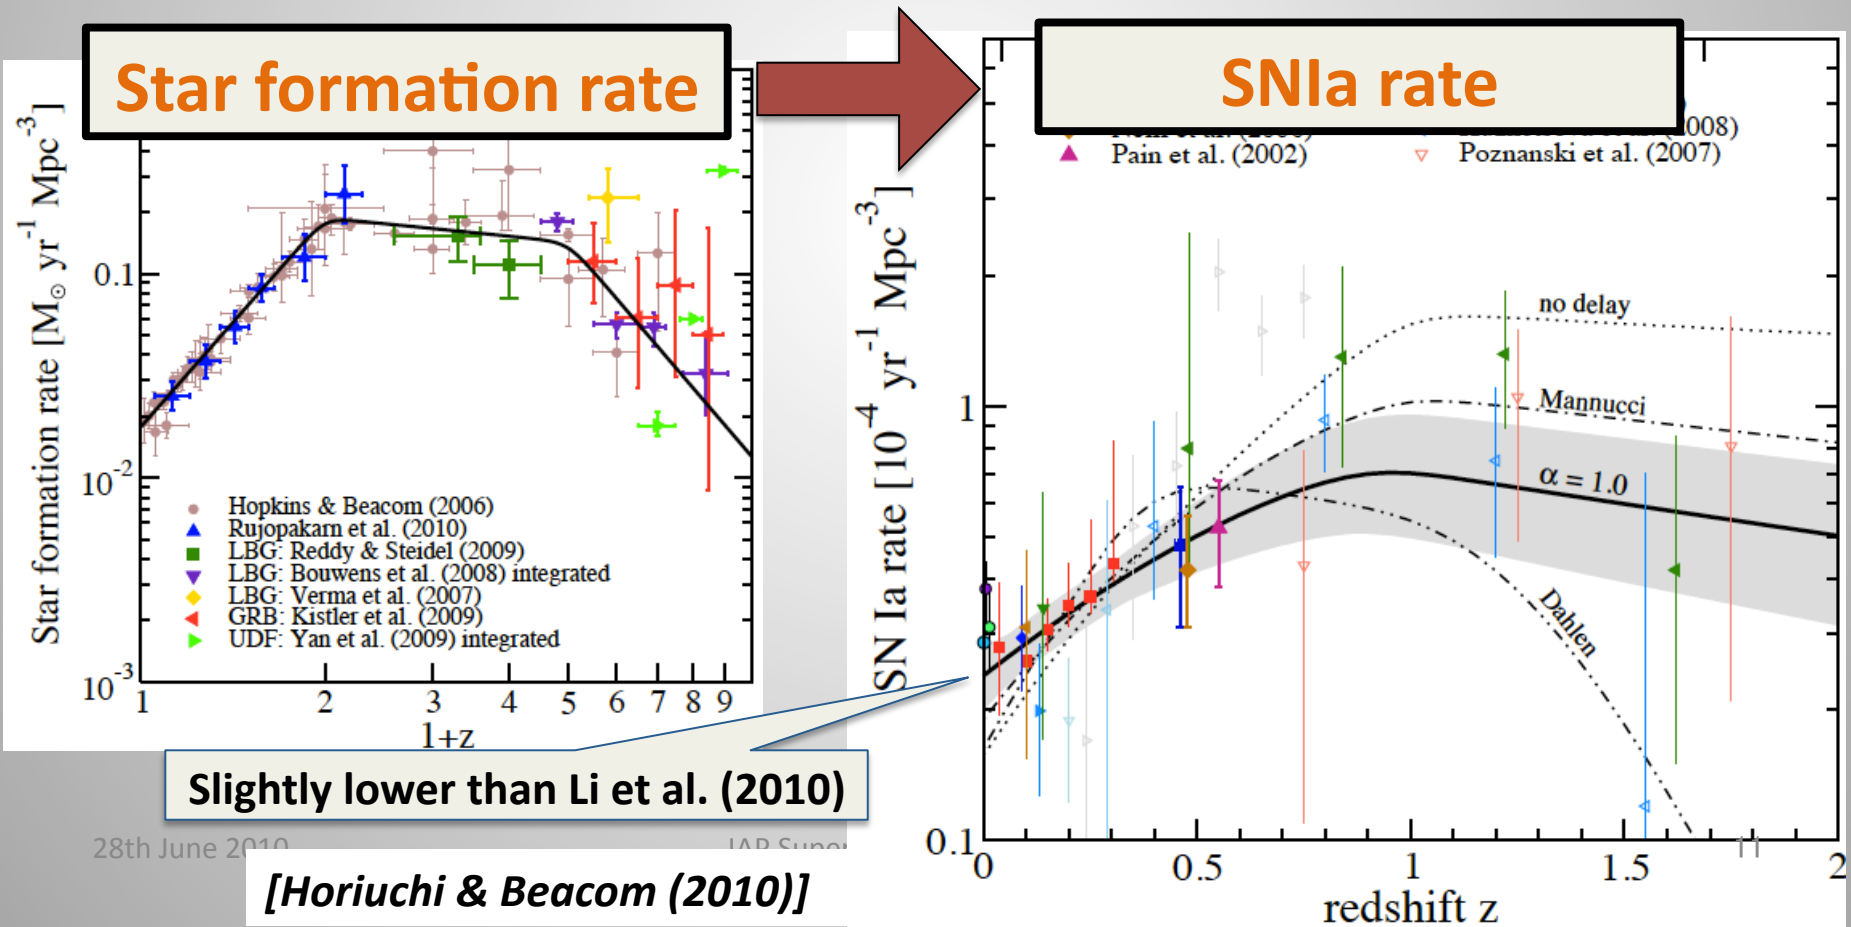 Star formation rate
SNIa rate
Star formation rate [M⊙ yr-1 Mpc-3]
0.1
10-2
10-3
Hopkins & Beacom (2006)
Rujopakarn et al. (2010)
LBG: Reddy & Steidel (2009)
LBG: Bouwens et al. (2008) integrated
LBG: Verma et al. (2007)
GRB: Kistler et al. (2009)
UDF: Yan et al. (2009) integrated
1 2 3 4 5 6 7 8 9
1+z
2008)
Pain et al. (2002)
Poznanski et al. (2007)
SN Ia rate [10-4 yr-1 Mpc-3]
1
0.1
no delay
Mannucci
α = 1.0
Dahlen
0 0.5 1 1.5 2
redshift z
Slightly lower than Li et al. (2010)
28th June 2010
[Horiuchi & Beacom (2010)]